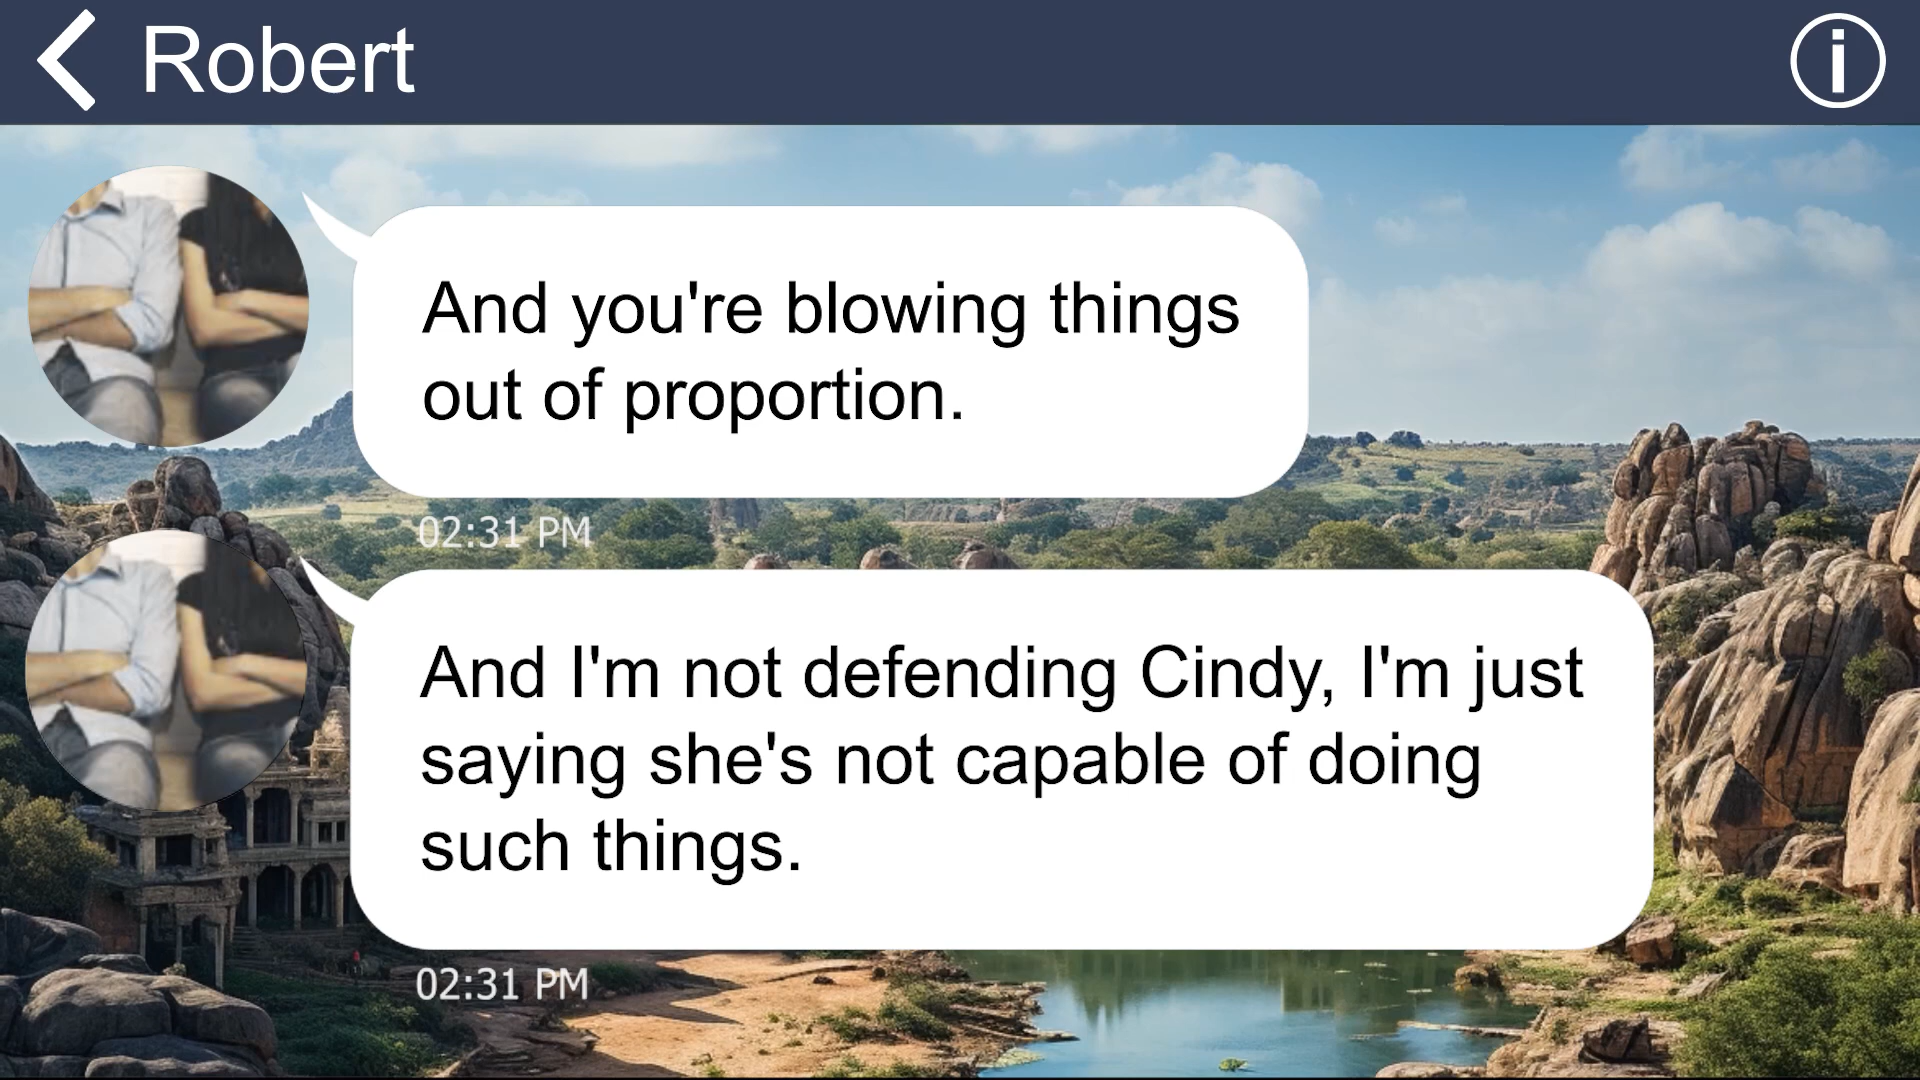 Robert
And you're blowing things
out of proportion.
02:31 PM
And I'm not defending Cindy, I'm just
saying she's not capable of doing
such things.
02:31 PM